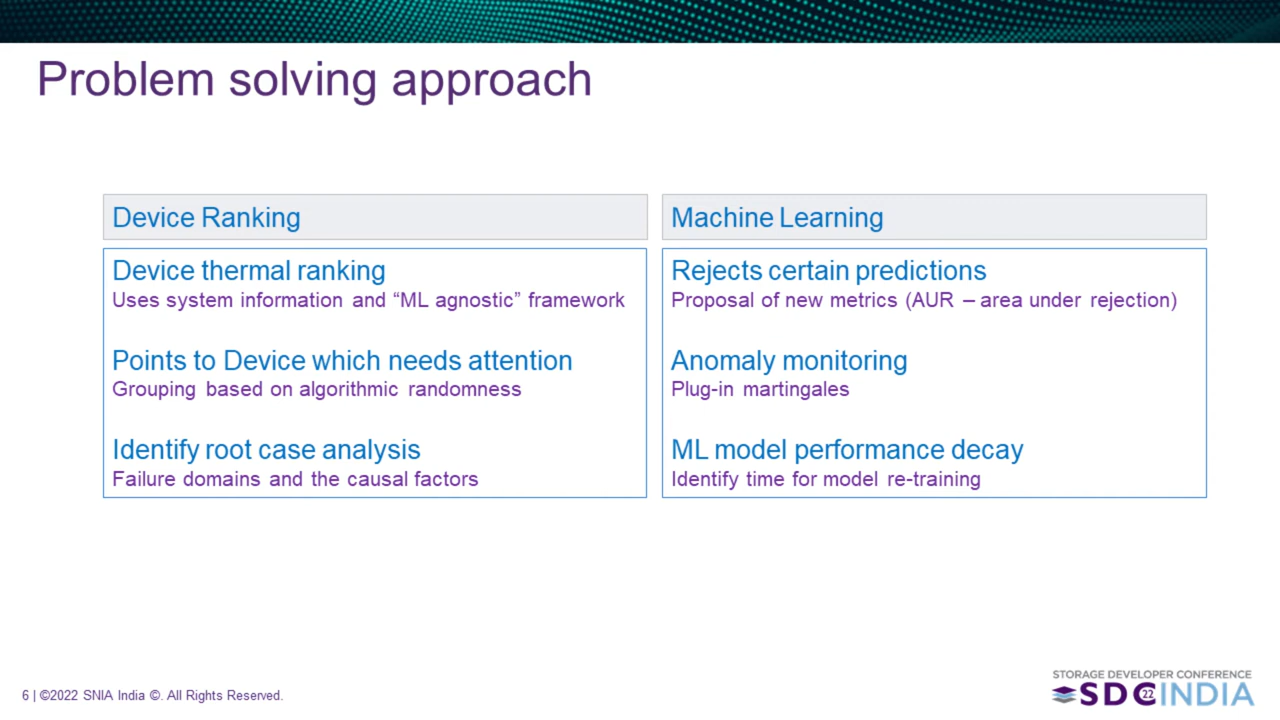 Problem solving approach
Device Ranking
Device thermal ranking
Uses system information and “ML agnostic” framework
Points to Device which needs attention
Grouping based on algorithmic randomness
Identify root case analysis
Failure domains and the causal factors
Machine Learning
Rejects certain predictions
Proposal of new metrics (AUR – area under rejection)
Anomaly monitoring
Plug-in martingales
ML model performance decay
Identify time for model re-training
6 | ©2022 SNIA India ©. All Rights Reserved.
STORAGE DEVELOPER CONFERENCE
SDC 22 INDIA